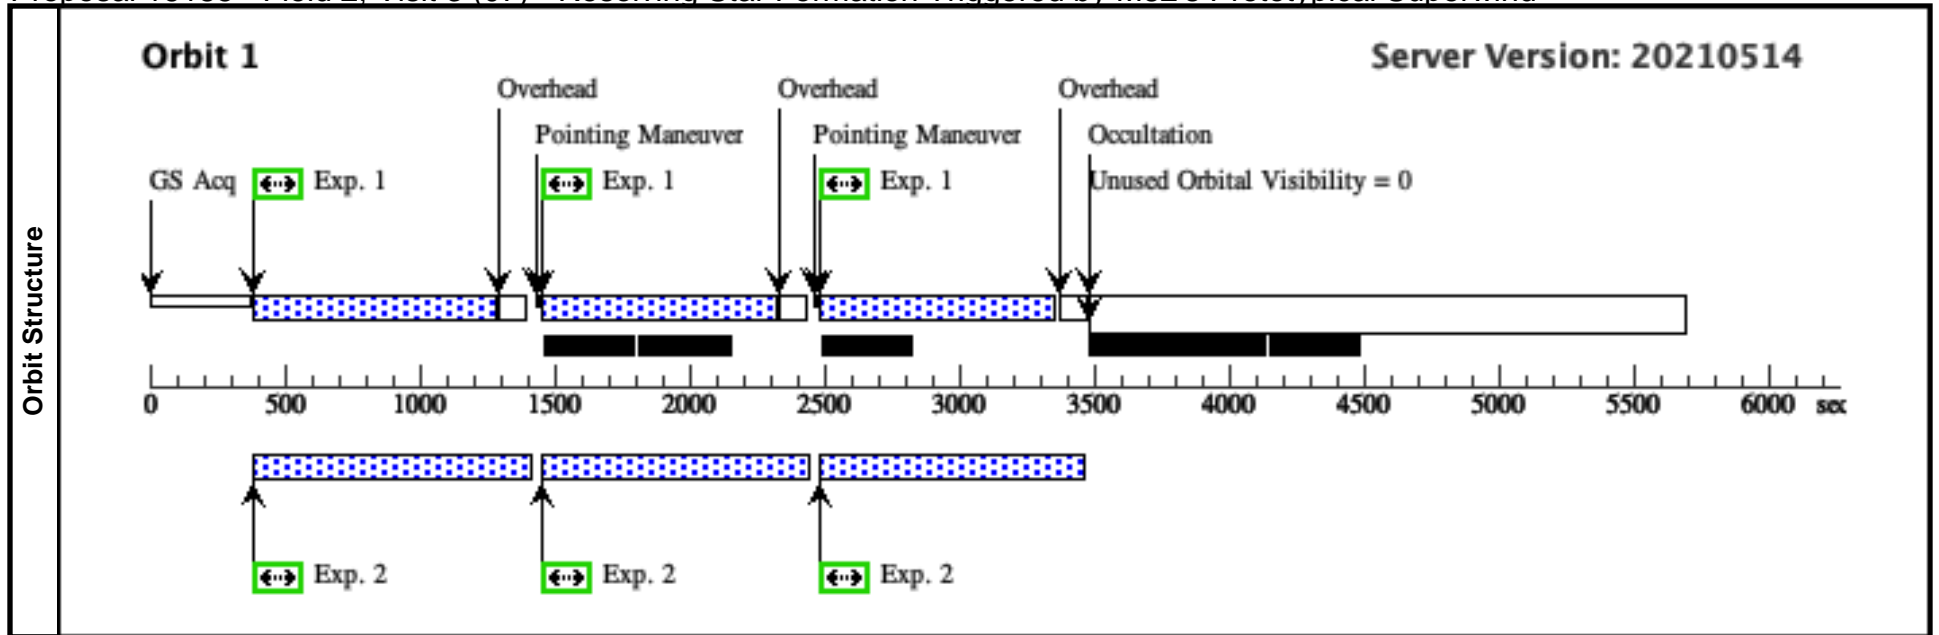 Orbit 1
Server Version: 20210514
Overhead
Overhead
Overhead
Pointing Maneuver
Pointing Maneuver
Occultation
GS Acq
Exp. 1
Exp. 1
Exp. 1
Unused Orbital Visibility = 0
Orbit Structure
0 500 1000 1500 2000 2500 3000 3500 4000 4500 5000 5500 6000 sec
Exp. 2
Exp. 2
Exp. 2